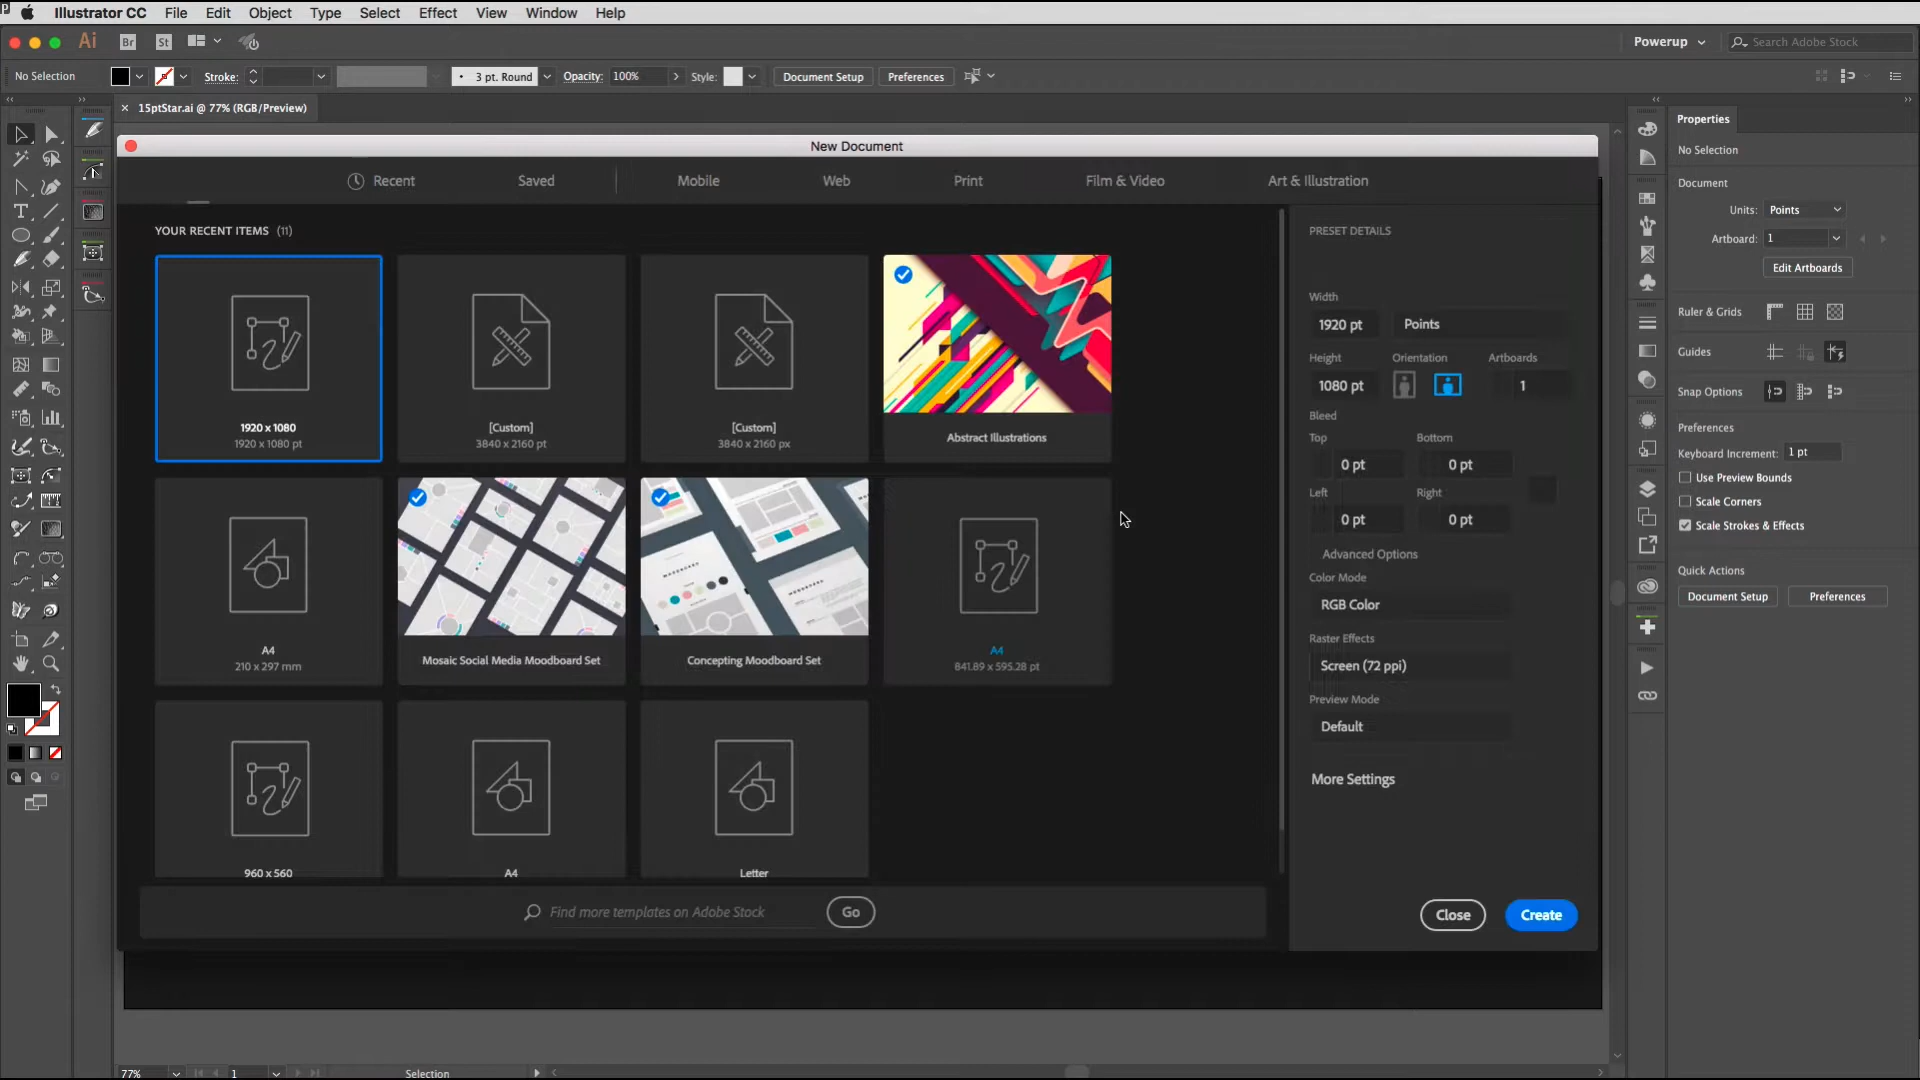 Illustrator CC File Edit Object Type Select Effect View Window Help
Ai Br St Powerup Search Adobe Stock
No Selection Stroke: 3 pt. Round Opacity: 100% Style: Document Setup Preferences
15ptStar.ai @ 77% (RGB/Preview)
New Document
Recent Saved Mobile Web Print Film & Video Art & Illustration
YOUR RECENT ITEMS (11)
1920 x 1080
1920 x 1080 pt
[Custom]
3840 x 2160 pt
[Custom]
3840 x 2160 px
Abstract Illustrations
A4
210 x 297 mm
Mosaic Social Media Moodboard Set
Concepting Moodboard Set
A4
841.89 x 595.28 pt
960 x 560
A4
Letter
Find more templates on Adobe Stock Go
PRESET DETAILS
Width
1920 pt Points
Height Orientation Artboards
1080 pt 1
Bleed
Top Bottom
0 pt 0 pt
Left Right
0 pt 0 pt
Advanced Options
Color Mode
RGB Color
Raster Effects
Screen (72 ppi)
Preview Mode
Default
More Settings
Close Create
Properties
No Selection
Document
Units: Points
Artboard: 1
Edit Artboards
Ruler & Grids
Guides
Snap Options
Preferences
Keyboard Increment: 1 pt
Use Preview Bounds
Scale Corners
Scale Strokes & Effects
Quick Actions
Document Setup Preferences
77% 1 Selection